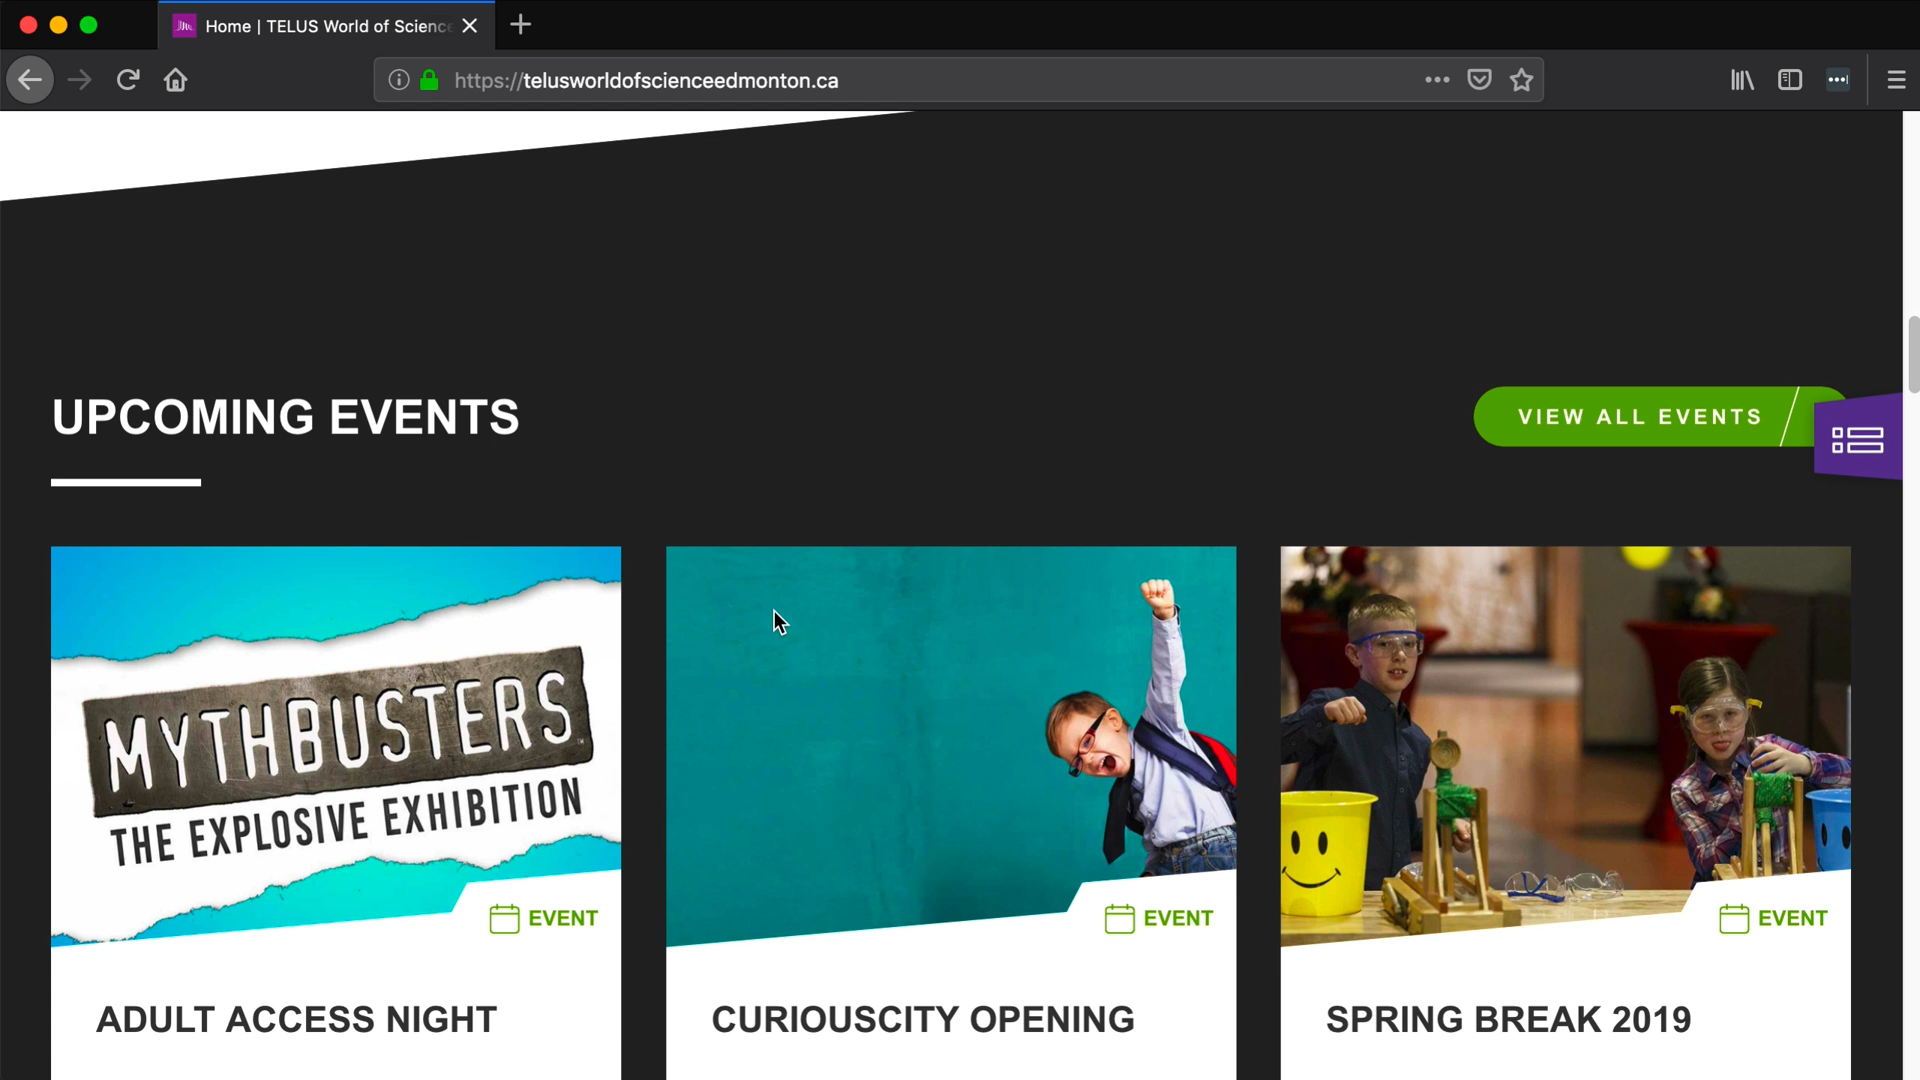 Home | TELUS World of Science
https://telusworldofscienceedmonton.ca
UPCOMING EVENTS
VIEW ALL EVENTS
MYTHBUSTERS
THE EXPLOSIVE EXHIBITION
EVENT
EVENT
EVENT
ADULT ACCESS NIGHT
CURIOUSCITY OPENING
SPRING BREAK 2019